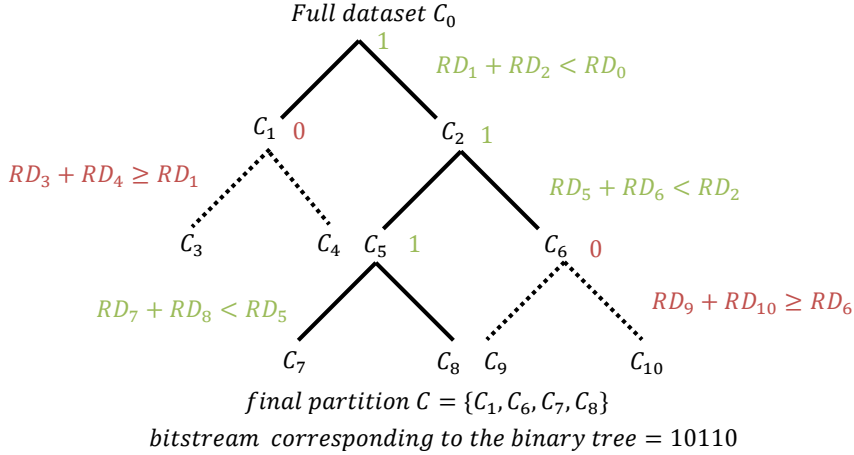 Full dataset C₀
1
RD₁ + RD₂ < RD₀
C₁ 0
C₂ 1
RD₃ + RD₄ ≥ RD₁
RD₅ + RD₆ < RD₂
C₃
C₄
C₅ 1
C₆ 0
RD₇ + RD₈ < RD₅
RD₉ + RD₁₀ ≥ RD₆
C₇
C₈
C₉
C₁₀
final partition C = {C₁, C₆, C₇, C₈}
bitstream corresponding to the binary tree = 10110